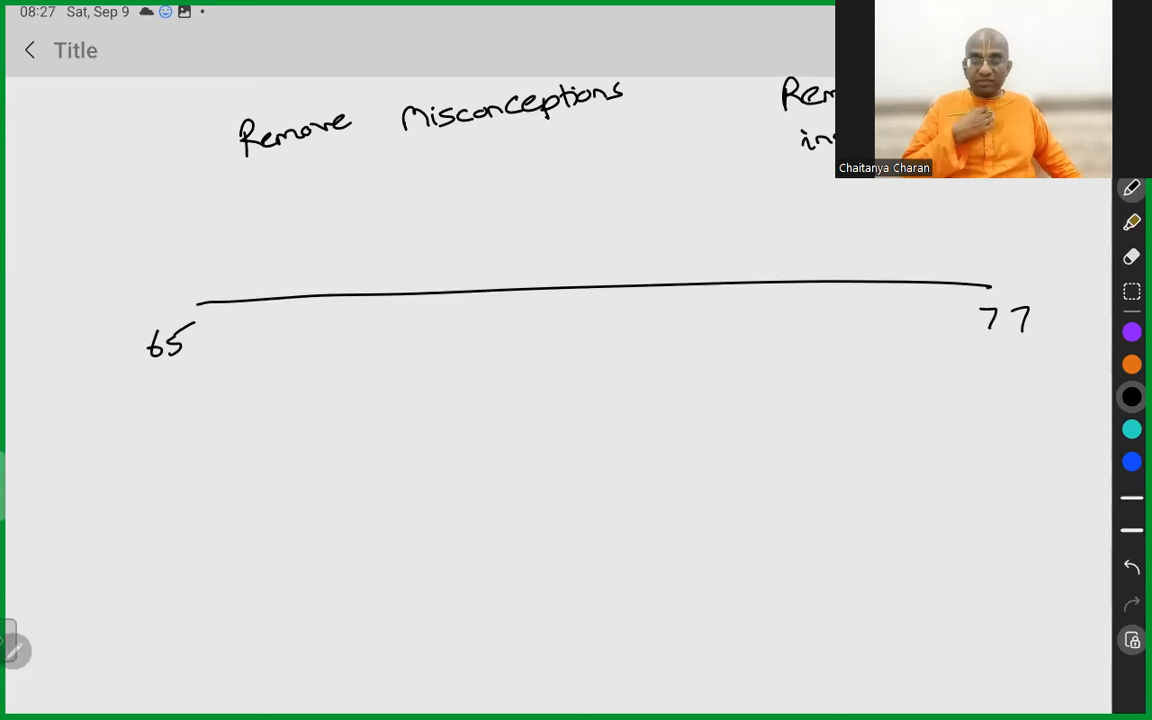 08:27 Sat, Sep 9
Title
Remove Misconceptions
Chaitanya Charan
65
77